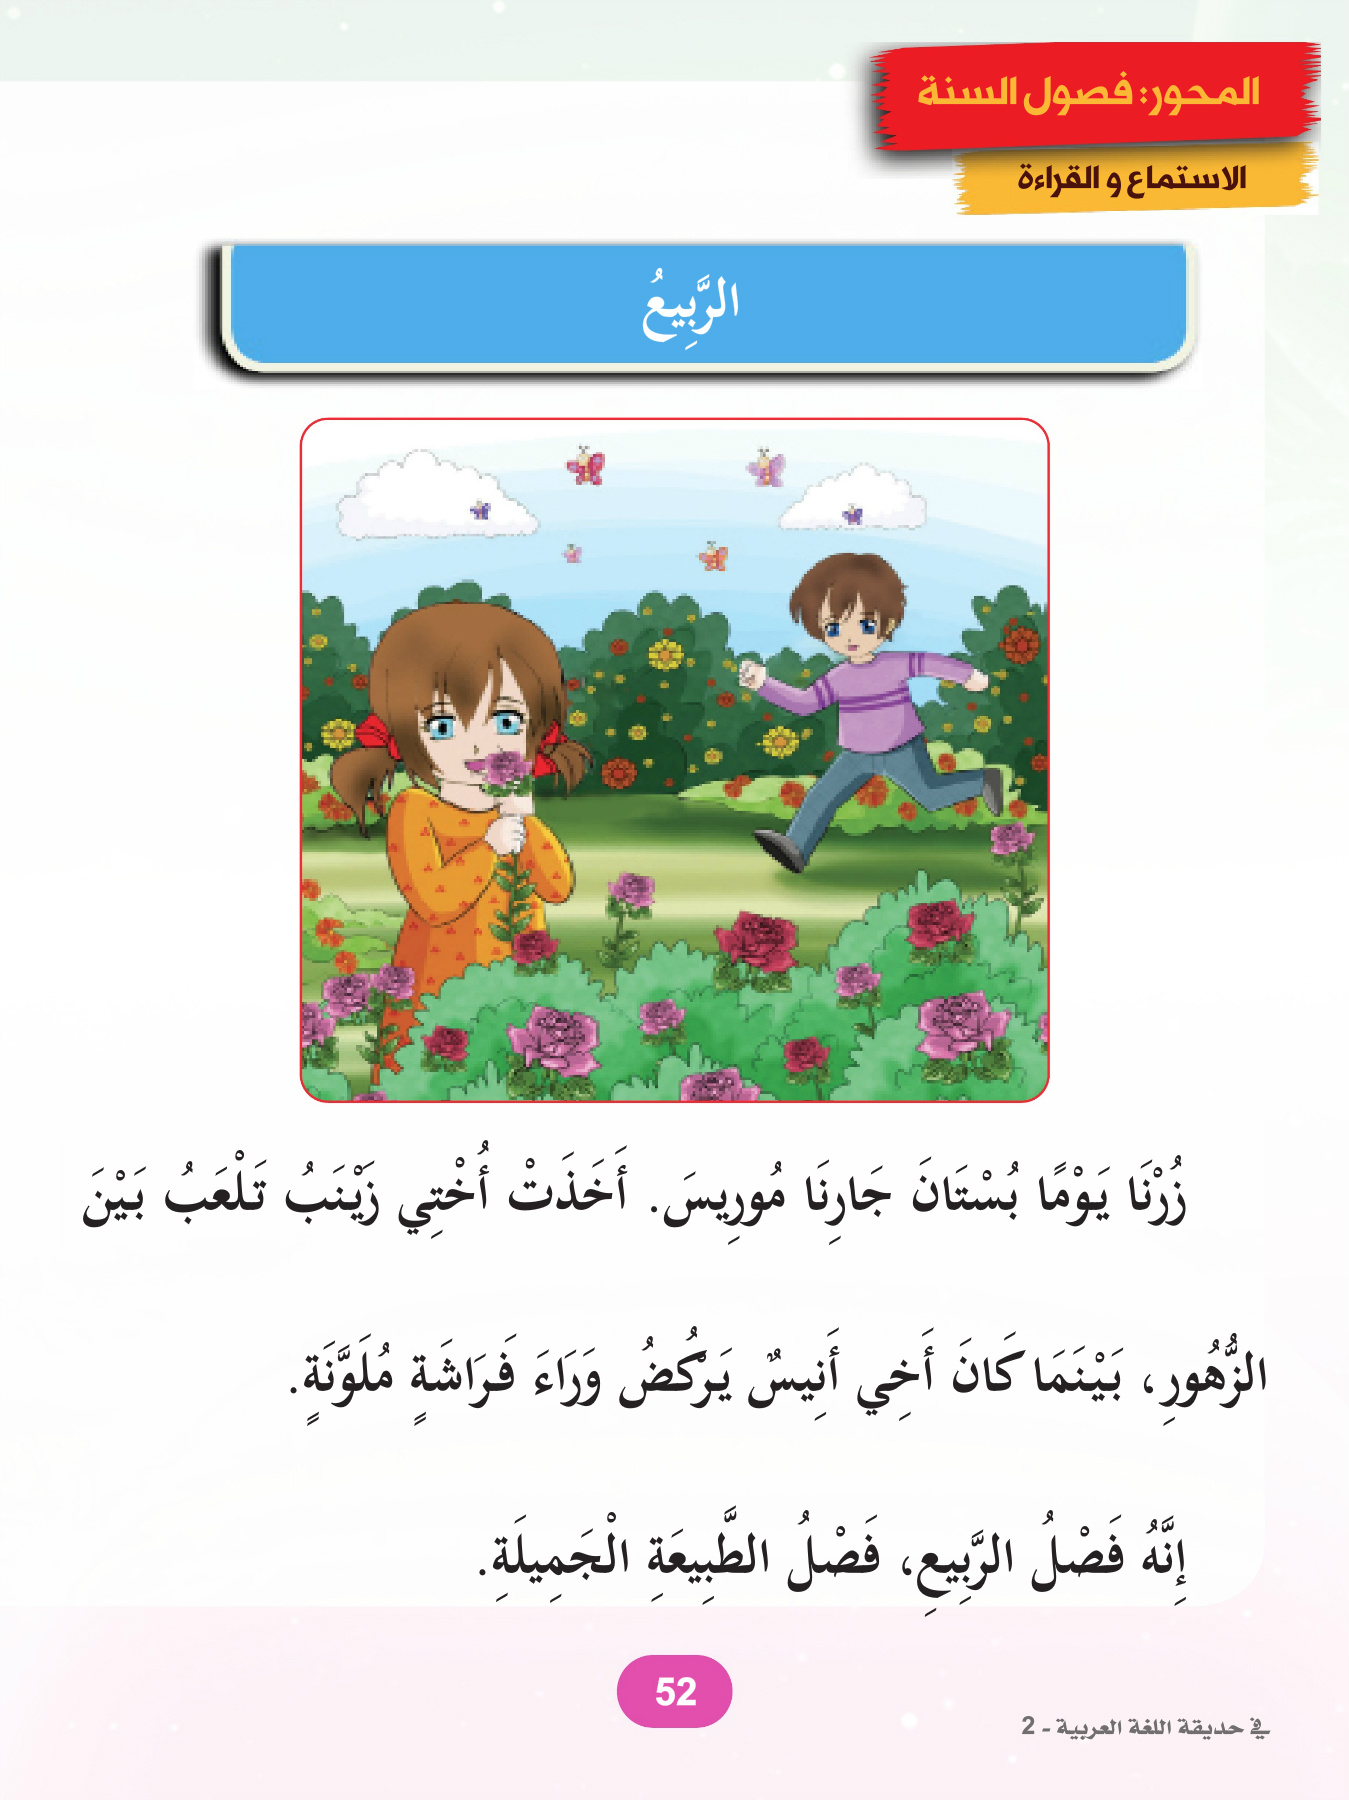 المحور: فصول السنة
الاستماع و القراءة
الرَّبِيعُ
زُرْنَا يَوْمًا بُسْتَانَ جَارِنَا مُورِيسَ. أَخَذَتْ أُخْتِي زَيْنَبُ تَلْعَبُ بَيْنَ
الزُّهُورِ، بَيْنَمَا كَانَ أَخِي أَنِيسٌ يَرْكُضُ وَرَاءَ فَرَاشَةٍ مُلَوَّنَةٍ.
إِنَّهُ فَصْلُ الرَّبِيعِ، فَصْلُ الطَّبِيعَةِ الْجَمِيلَةِ.
52
في حديقة اللغة العربية - 2